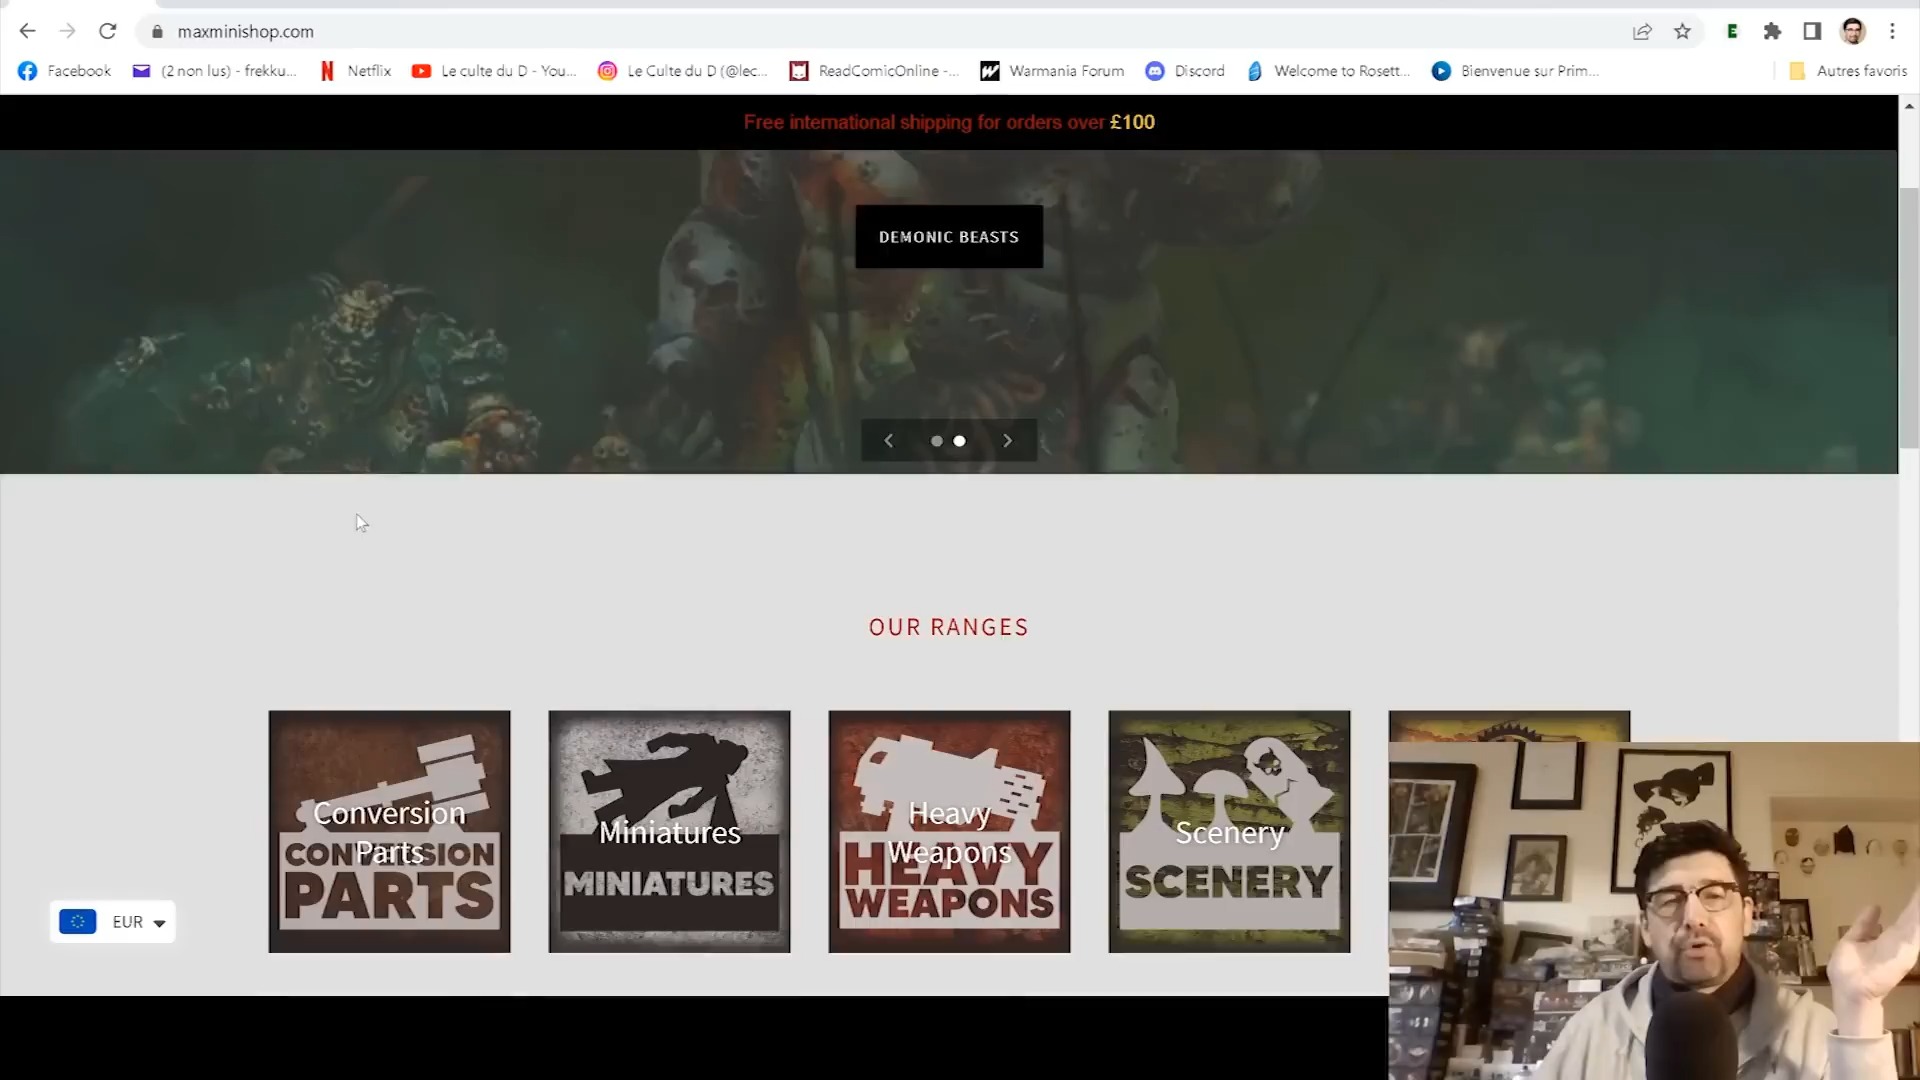 maxminishop.com
Facebook
(2 non lus) - frekku...
Netflix
Le culte du D - You...
Le Culte du D (@lec...
ReadComicOnline -...
Warmania Forum
Discord
Welcome to Rosett...
Bienvenue sur Prim...
Autres favoris
Free international shipping for orders over £100
DEMONIC BEASTS
OUR RANGES
Conversion
Parts
CONVERSION
PARTS
Miniatures
MINIATURES
Heavy
Weapons
HEAVY
WEAPONS
Scenery
SCENERY
EUR